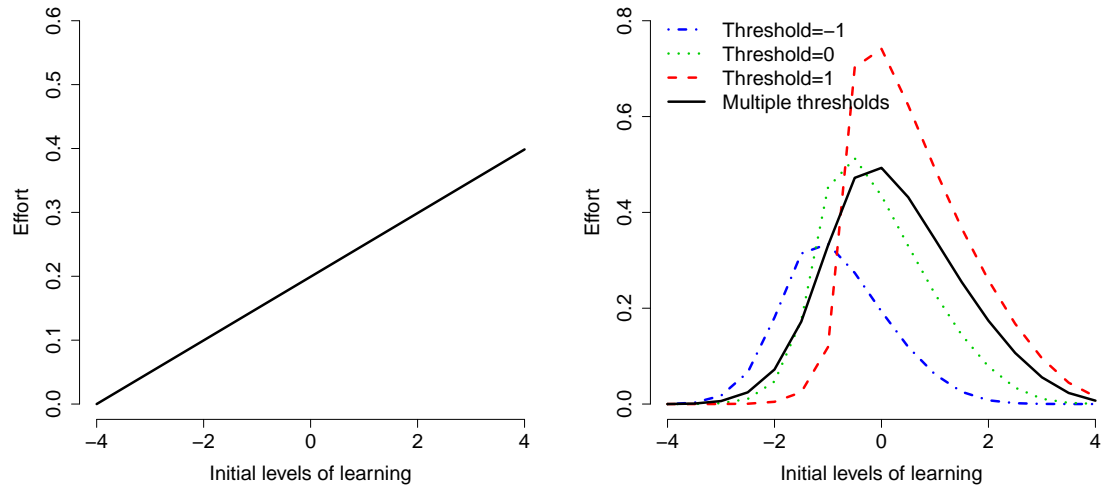 0.6
0.5
0.4
0.3
0.2
0.1
0.0
Effort
−4 −2 0 2 4
Initial levels of learning
0.8
0.6
0.4
0.2
0.0
Effort
Threshold=−1
Threshold=0
Threshold=1
Multiple thresholds
−4 −2 0 2 4
Initial levels of learning